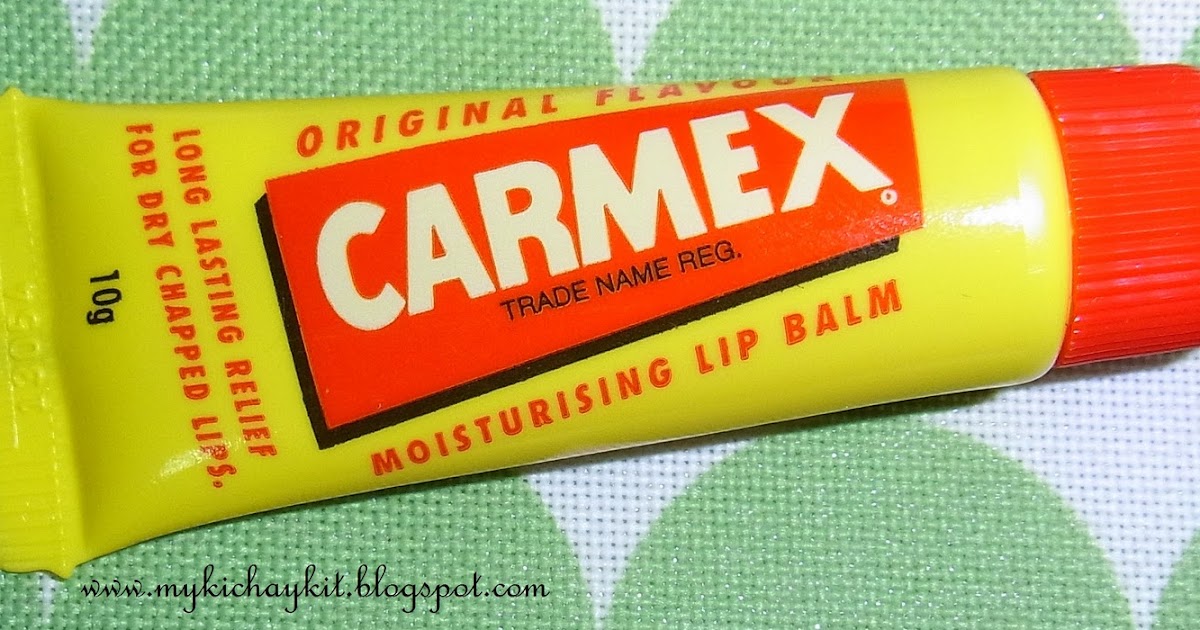 ORIGINAL FLAVOUR
CARMEX
TRADE NAME REG.
MOISTURISING LIP BALM
LONG LASTING RELIEF
FOR DRY CHAPPED LIPS.
10g
www.mykichaykit.blogspot.com